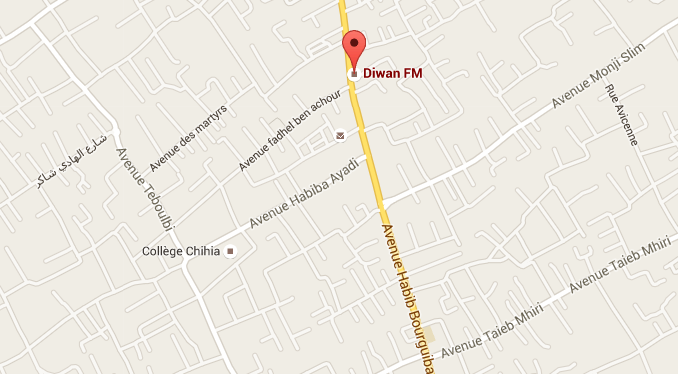 Diwan FM
Avenue Monji Slim
Rue Avicenne
Avenue fadhel ben achour
Avenue des martyrs
شارع الهادي شاكر
Avenue Teboulbi
Avenue Habiba Ayadi
Collège Chihia
Avenue Habib Bourguiba
Avenue Taieb Mhiri
Avenue Taieb Mhiri